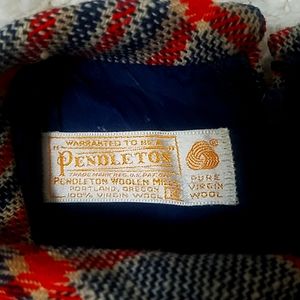 WARRANTED TO BE A
"PENDLETON"
TRADE MARK REG. U.S. PAT. OFF.
PENDLETON WOOLEN MILLS
PORTLAND, OREGON
100% VIRGIN WOOL
PURE
VIRGIN
WOOL